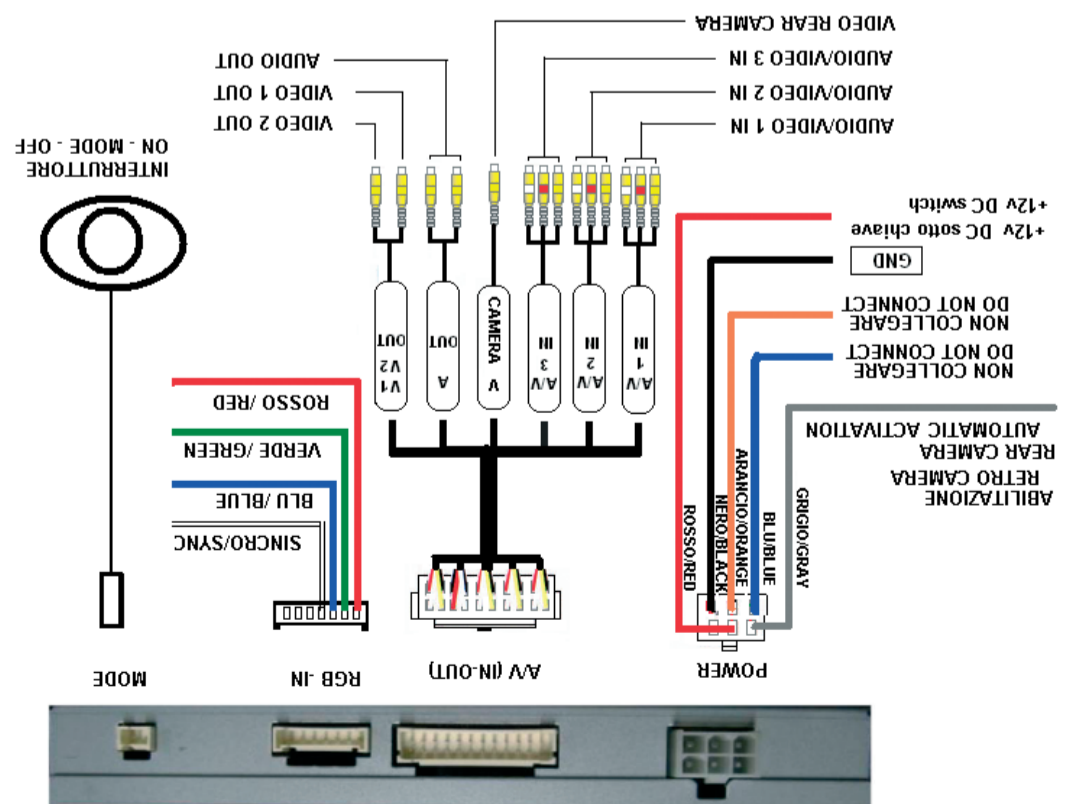 POWER
A/V (IN-OUT)
RGB -IN
MODE
GRIGIO/GRAY
BLU/BLUE
ARANCIO/ORANGE
NERO/BLACK
ROSSO/RED
ABILITAZIONE
RETRO CAMERA
REAR CAMERA
AUTOMATIC ACTIVATION
NON COLLEGARE
DO NOT CONNECT
NON COLLEGARE
DO NOT CONNECT
GND
+12v DC sotto chiave
+12v DC switch
SINCRO/SYNC
BLU /BLUE
VERDE /GREEN
ROSSO /RED
A/V
1
IN
A/V
2
IN
A/V
3
IN
CAMERA V
A
OUT
V1
V2
OUT
INTERRUTTORE
ON - MODE - OFF
AUDIO/VIDEO 1 IN
AUDIO/VIDEO 2 IN
AUDIO/VIDEO 3 IN
VIDEO REAR CAMERA
VIDEO 2 OUT
VIDEO 1 OUT
AUDIO OUT